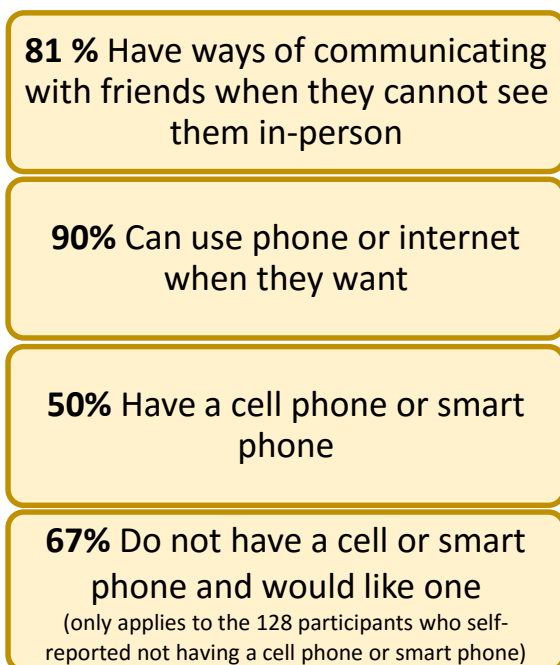 81 % Have ways of communicating
with friends when they cannot see
them in-person
90% Can use phone or internet
when they want
50% Have a cell phone or smart
phone
67% Do not have a cell or smart
phone and would like one
(only applies to the 128 participants who self-
reported not having a cell phone or smart phone)